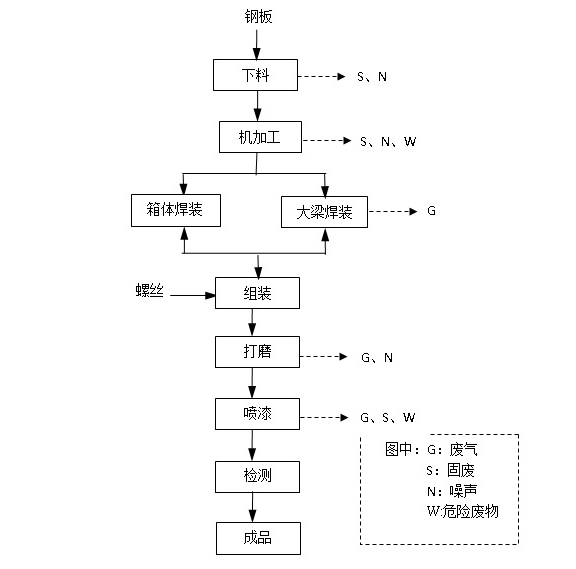 钢板
下料
S、N
机加工
S、N、W
箱体焊装
大梁焊装
G
螺丝
组装
打磨
G、N
喷漆
G、S、W
检测
成品
图中：G：废气
S：固废
N：噪声
W:危险废物